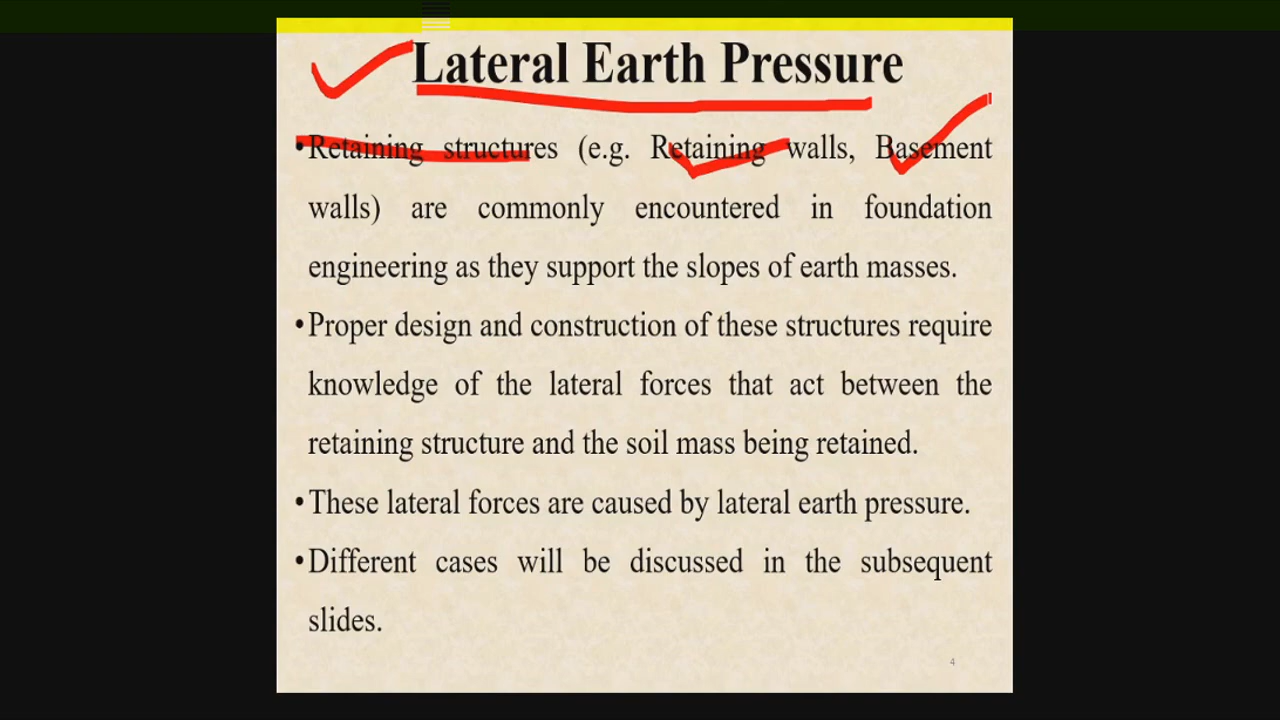 Lateral Earth Pressure
•Retaining structures (e.g. Retaining walls, Basement
walls) are commonly encountered in foundation
engineering as they support the slopes of earth masses.
•Proper design and construction of these structures require
knowledge of the lateral forces that act between the
retaining structure and the soil mass being retained.
•These lateral forces are caused by lateral earth pressure.
•Different cases will be discussed in the subsequent
slides.
4